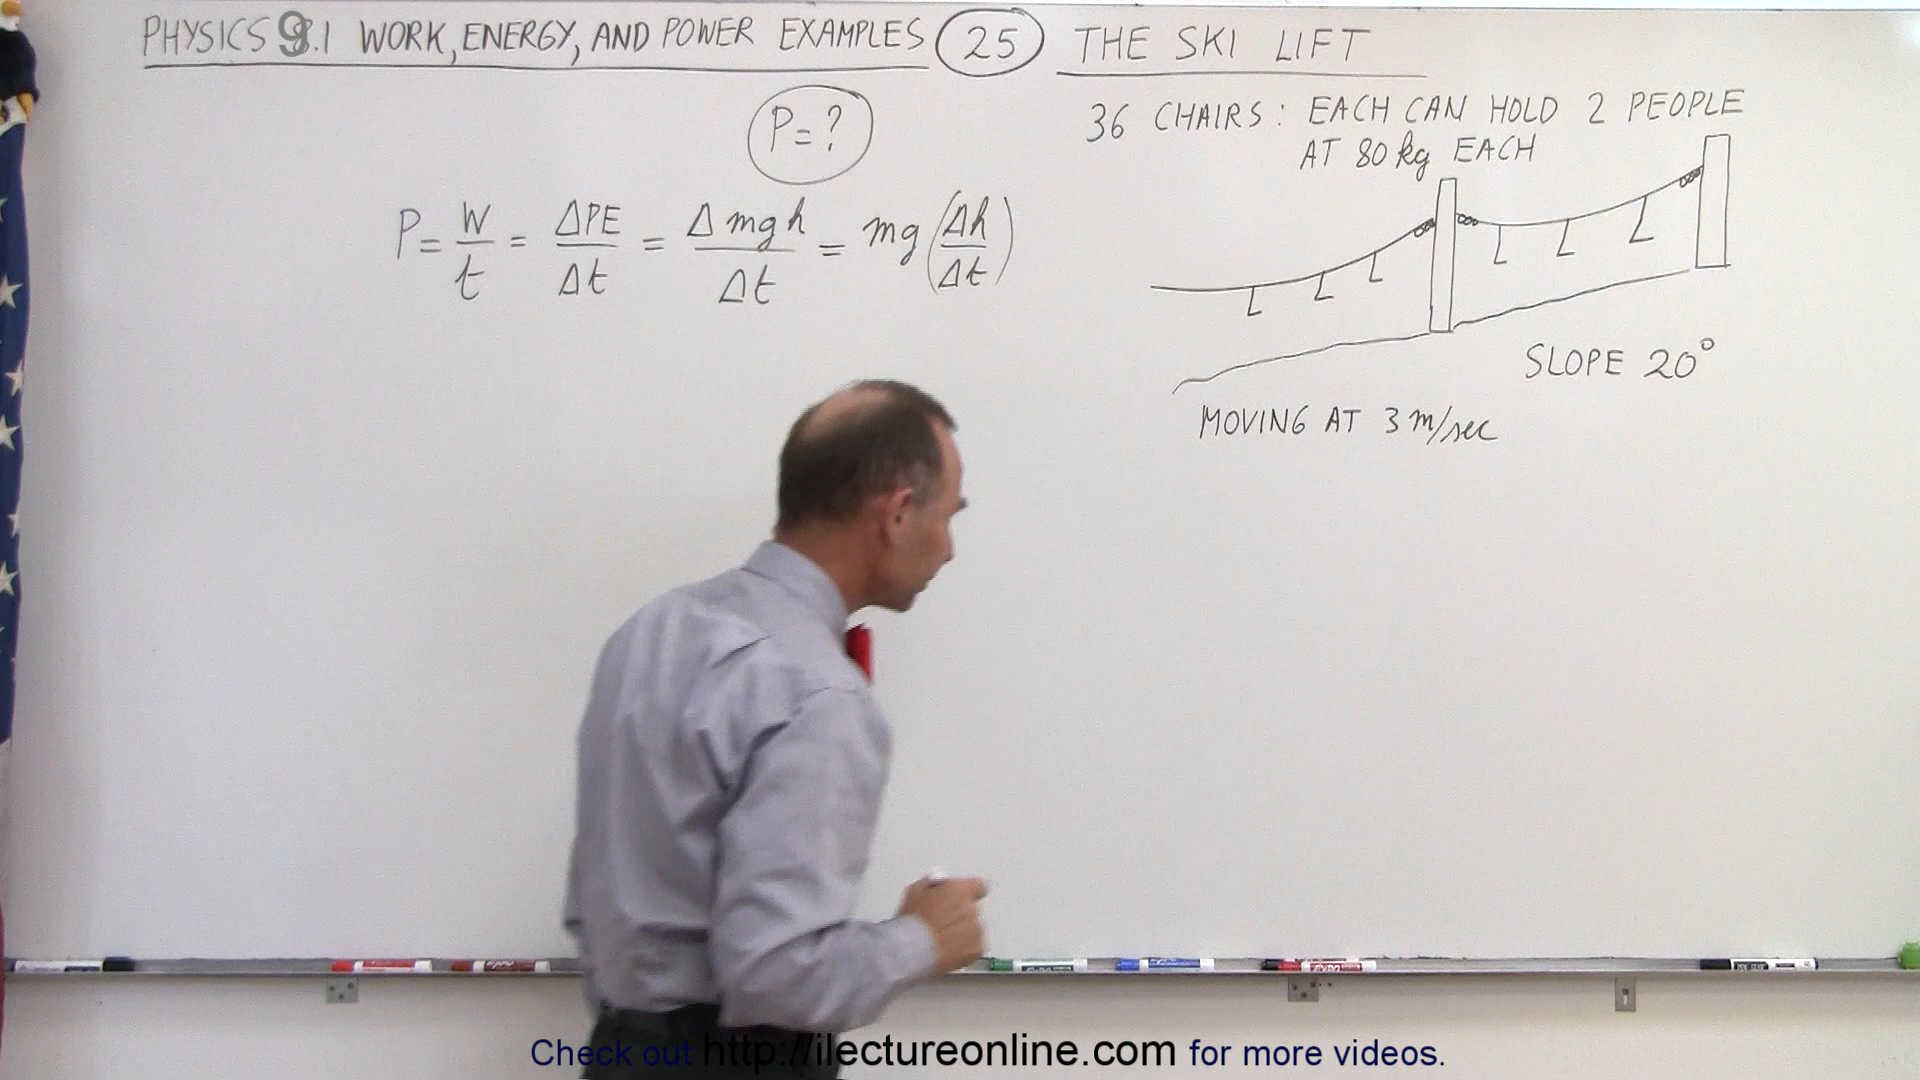 PHYSICS 9.1 WORK, ENERGY, AND POWER EXAMPLES 25 THE SKI LIFT
P=?
36 CHAIRS: EACH CAN HOLD 2 PEOPLE
AT 80 kg EACH
P = W/t = ΔPE/Δt = Δmgh/Δt = mg(Δh/Δt)
SLOPE 20°
MOVING AT 3 m/sec
Check out http://ilectureonline.com for more videos.